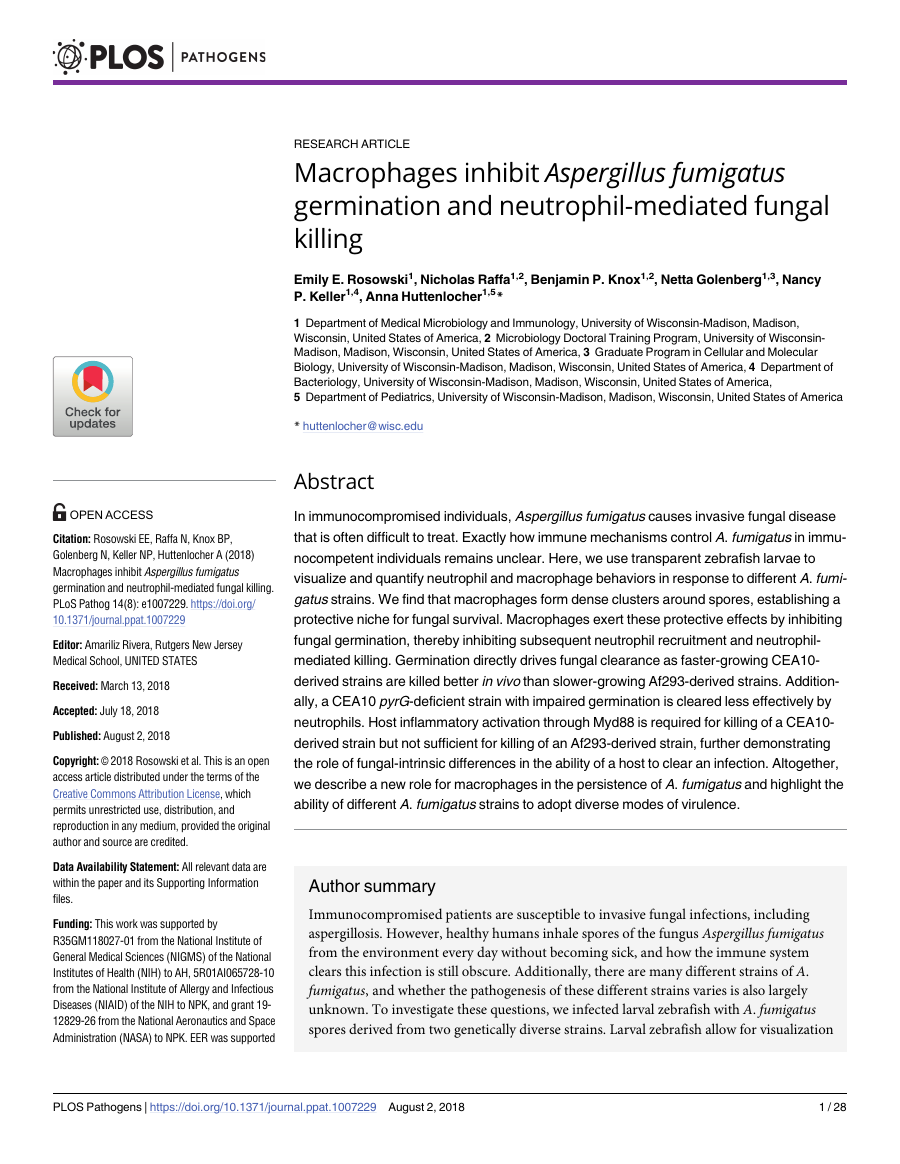 PLOS | PATHOGENS
RESEARCH ARTICLE
Macrophages inhibit Aspergillus fumigatus
germination and neutrophil-mediated fungal
killing
Emily E. Rosowski1, Nicholas Raffa1,2, Benjamin P. Knox1,2, Netta Golenberg1,3, Nancy
P. Keller1,4, Anna Huttenlocher1,5*
1 Department of Medical Microbiology and Immunology, University of Wisconsin-Madison, Madison,
Wisconsin, United States of America, 2 Microbiology Doctoral Training Program, University of Wisconsin-
Madison, Madison, Wisconsin, United States of America, 3 Graduate Program in Cellular and Molecular
Biology, University of Wisconsin-Madison, Madison, Wisconsin, United States of America, 4 Department of
Bacteriology, University of Wisconsin-Madison, Madison, Wisconsin, United States of America,
5 Department of Pediatrics, University of Wisconsin-Madison, Madison, Wisconsin, United States of America
* huttenlocher@wisc.edu
Check for
updates
Abstract
In immunocompromised individuals, Aspergillus fumigatus causes invasive fungal disease
that is often difficult to treat. Exactly how immune mechanisms control A. fumigatus in immu-
nocompetent individuals remains unclear. Here, we use transparent zebrafish larvae to
visualize and quantify neutrophil and macrophage behaviors in response to different A. fumi-
gatus strains. We find that macrophages form dense clusters around spores, establishing a
protective niche for fungal survival. Macrophages exert these protective effects by inhibiting
fungal germination, thereby inhibiting subsequent neutrophil recruitment and neutrophil-
mediated killing. Germination directly drives fungal clearance as faster-growing CEA10-
derived strains are killed better in vivo than slower-growing Af293-derived strains. Addition-
ally, a CEA10 pyrG-deficient strain with impaired germination is cleared less effectively by
neutrophils. Host inflammatory activation through Myd88 is required for killing of a CEA10-
derived strain but not sufficient for killing of an Af293-derived strain, further demonstrating
the role of fungal-intrinsic differences in the ability of a host to clear an infection. Altogether,
we describe a new role for macrophages in the persistence of A. fumigatus and highlight the
ability of different A. fumigatus strains to adopt diverse modes of virulence.
OPEN ACCESS
Citation: Rosowski EE, Raffa N, Knox BP,
Golenberg N, Keller NP, Huttenlocher A (2018)
Macrophages inhibit Aspergillus fumigatus
germination and neutrophil-mediated fungal killing.
PLoS Pathog 14(8): e1007229. https://doi.org/
10.1371/journal.ppat.1007229
Editor: Amariliz Rivera, Rutgers New Jersey
Medical School, UNITED STATES
Received: March 13, 2018
Accepted: July 18, 2018
Published: August 2, 2018
Copyright: © 2018 Rosowski et al. This is an open
access article distributed under the terms of the
Creative Commons Attribution License, which
permits unrestricted use, distribution, and
reproduction in any medium, provided the original
author and source are credited.
Data Availability Statement: All relevant data are
within the paper and its Supporting Information
files.
Funding: This work was supported by
R35GM118027-01 from the National Institute of
General Medical Sciences (NIGMS) of the National
Institutes of Health (NIH) to AH, 5R01AI065728-10
from the National Institute of Allergy and Infectious
Diseases (NIAID) of the NIH to NPK, and grant 19-
12829-26 from the National Aeronautics and Space
Administration (NASA) to NPK. EER was supported
Author summary
Immunocompromised patients are susceptible to invasive fungal infections, including
aspergillosis. However, healthy humans inhale spores of the fungus Aspergillus fumigatus
from the environment every day without becoming sick, and how the immune system
clears this infection is still obscure. Additionally, there are many different strains of A.
fumigatus, and whether the pathogenesis of these different strains varies is also largely
unknown. To investigate these questions, we infected larval zebrafish with A. fumigatus
spores derived from two genetically diverse strains. Larval zebrafish allow for visualization
PLOS Pathogens | https://doi.org/10.1371/journal.ppat.1007229 August 2, 2018 1 / 28